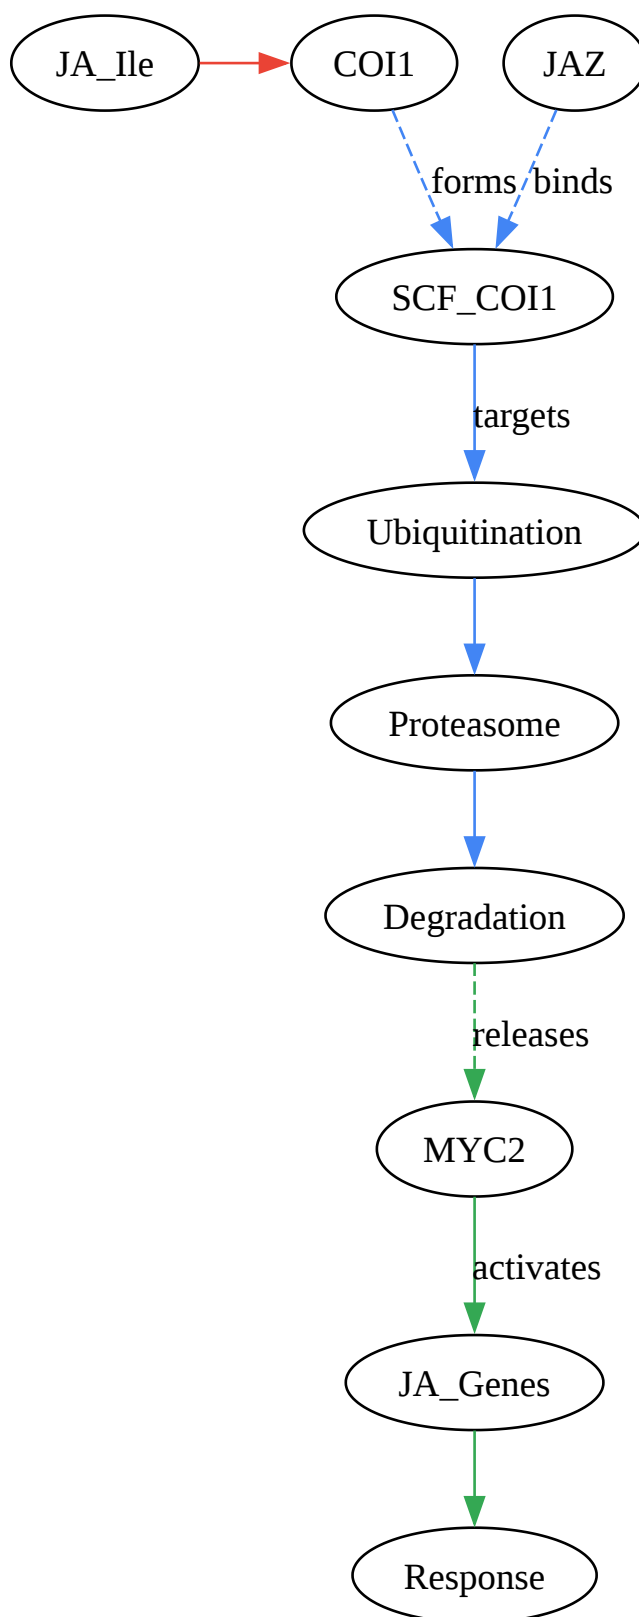 JA_Ile
COI1
JAZ
forms
binds
SCF_COI1
targets
Ubiquitination
Proteasome
Degradation
releases
MYC2
activates
JA_Genes
Response